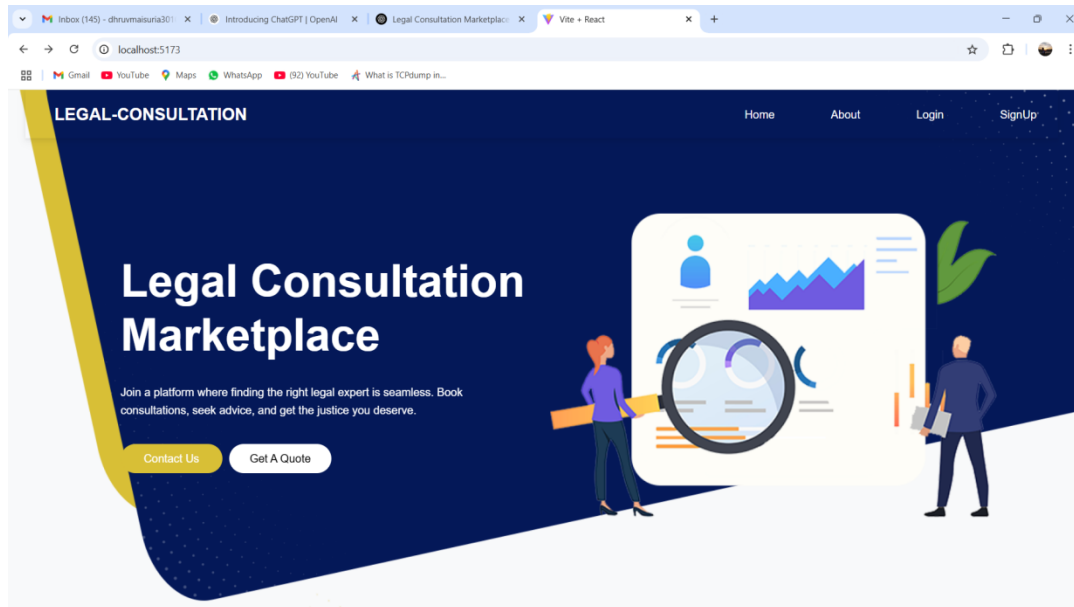 Inbox (145) - dhruvmaisuria301
Introducing ChatGPT | OpenAI
Legal Consultation Marketplace
Vite + React
localhost:5173
Gmail
YouTube
Maps
WhatsApp
(92) YouTube
What is TCPdump in...
LEGAL-CONSULTATION
Home
About
Login
SignUp
Legal Consultation
Marketplace
Join a platform where finding the right legal expert is seamless. Book
consultations, seek advice, and get the justice you deserve.
Contact Us
Get A Quote